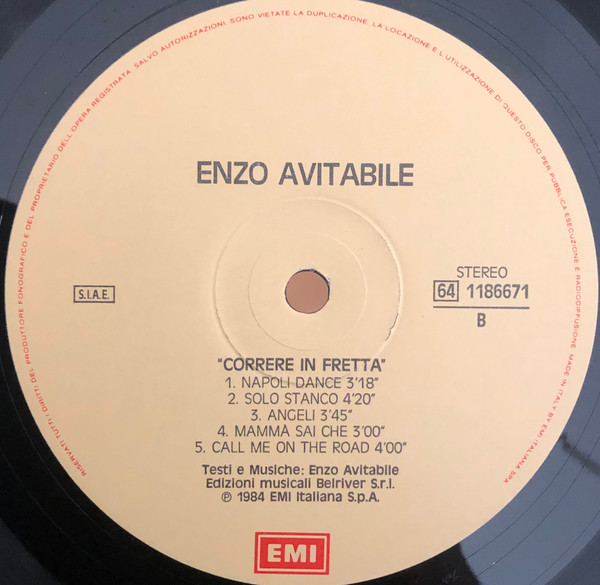 RISERVATI TUTTI I DIRITTI DEL PRODUTTORE FONOGRAFICO E DEL PROPRIETARIO DELL'OPERA REGISTRATA. SALVO AUTORIZZAZIONI, SONO VIETATE LA DUPLICAZIONE, LA LOCAZIONE E L'UTILIZZAZIONE DI QUESTO DISCO PER PUBBLICA ESECUZIONE E RADIODIFFUSIONE. MADE IN ITALY BY EMI ITALIANA SPA
ENZO AVITABILE
S.I.A.E.
STEREO
64 1186671
B
"CORRERE IN FRETTA"
1. NAPOLI DANCE 3'18"
2. SOLO STANCO 4'20"
3. ANGELI 3'45"
4. MAMMA SAI CHE 3'00"
5. CALL ME ON THE ROAD 4'00"
Testi e Musiche: Enzo Avitabile
Edizioni musicali Belriver S.r.l.
℗ 1984 EMI Italiana S.p.A.
EMI